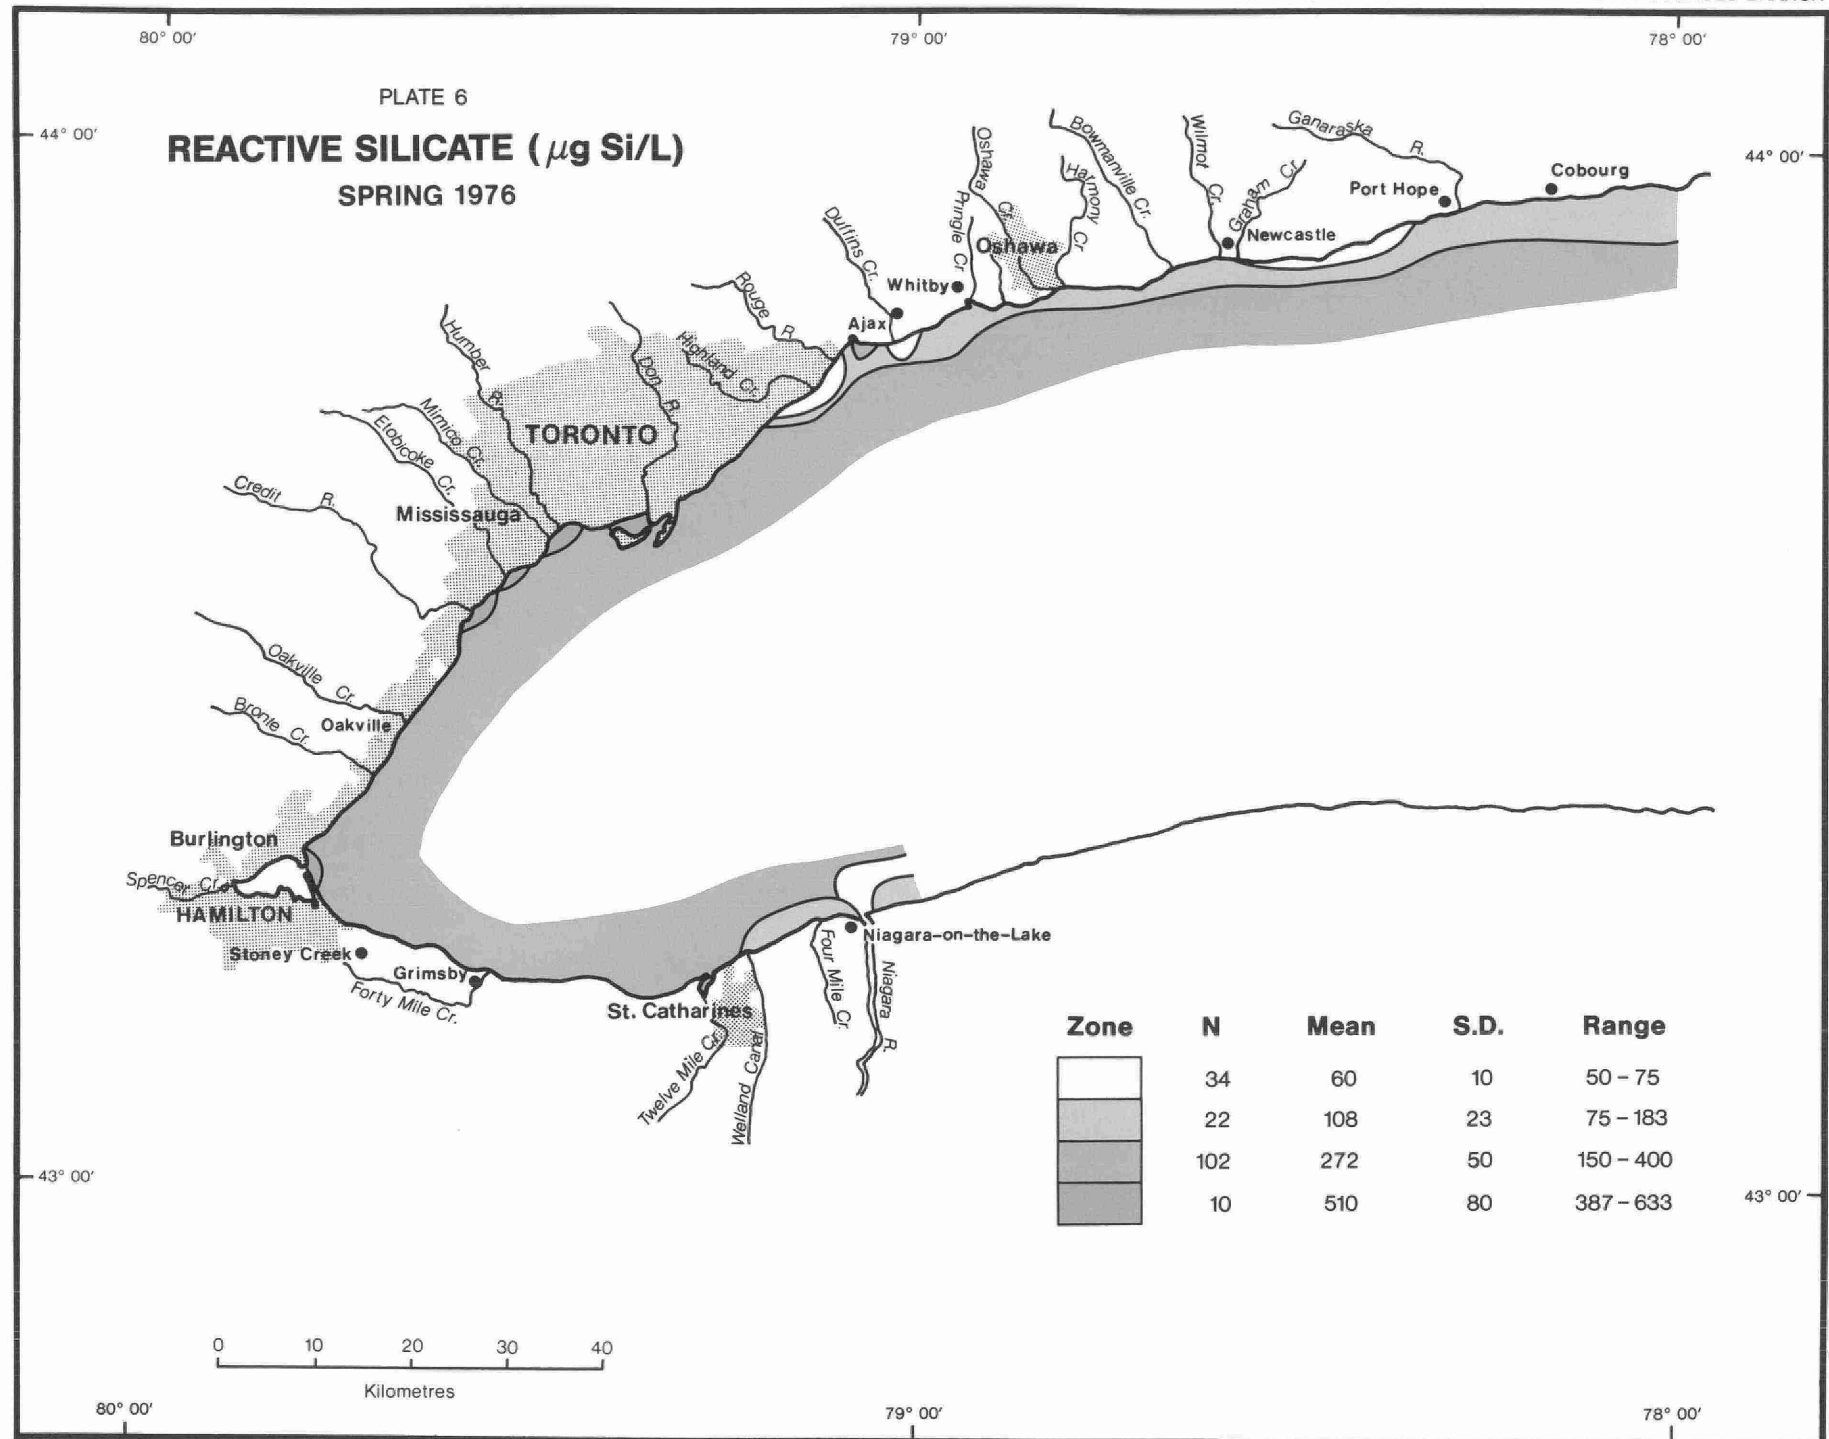 80° 00′
79° 00′
78° 00′
PLATE 6
REACTIVE SILICATE (μg Si/L)
SPRING 1976
44° 00′
44° 00′
Ganaraska R.
Cobourg
Port Hope
Wilmot Cr.
Graham Cr.
Newcastle
Bowmanville Cr.
Harmony Cr.
Oshawa Cr.
Oshawa
Pringle Cr.
Whitby
Duffins Cr.
Ajax
Rouge R.
Highland Cr.
Don R.
Humber R.
TORONTO
Mimico Cr.
Etobicoke Cr.
Mississauga
Credit R.
Oakville Cr.
Oakville
Bronte Cr.
Burlington
Spencer Cr.
HAMILTON
Stoney Creek
Grimsby
Forty Mile Cr.
St. Catharines
Twelve Mile Cr.
Welland Canal
Four Mile Cr.
Niagara-on-the-Lake
Niagara R.
Zone N Mean S.D. Range
34 60 10 50 – 75
22 108 23 75 – 183
102 272 50 150 – 400
10 510 80 387 – 633
43° 00′
43° 00′
0 10 20 30 40
Kilometres
80° 00′
79° 00′
78° 00′